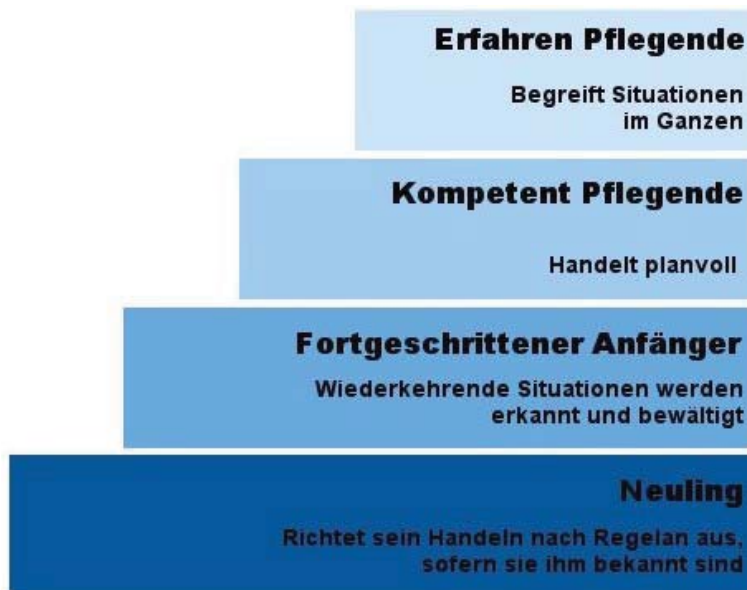 Erfahren Pflegende
Begreift Situationen
im Ganzen
Kompetent Pflegende
Handelt planvoll
Fortgeschrittener Anfänger
Wiederkehrende Situationen werden
erkannt und bewältigt
Neuling
Richtet sein Handeln nach Regelan aus,
sofern sie ihm bekannt sind